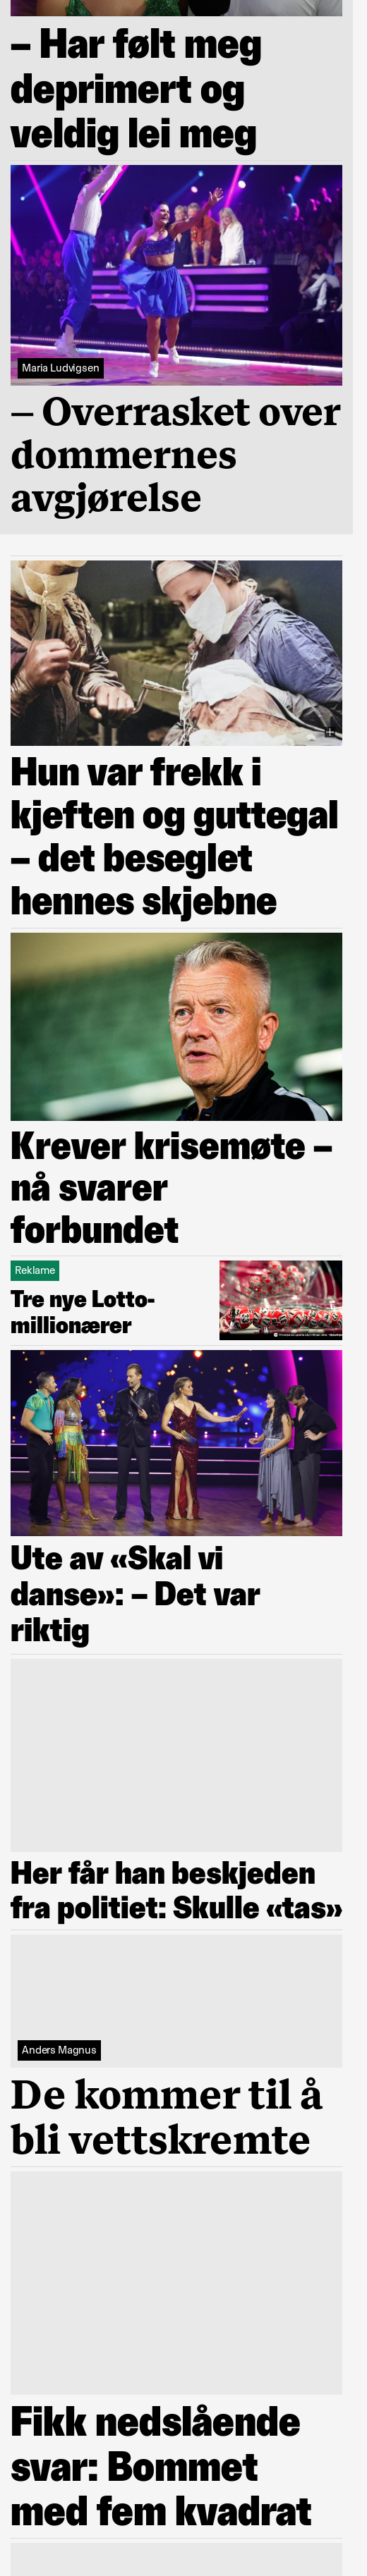 – Har følt meg
deprimert og
veldig lei meg
Maria Ludvigsen
– Overrasket over
dommernes
avgjørelse
Hun var frekk i
kjeften og guttegal
– det beseglet
hennes skjebne
Krever krisemøte –
nå svarer
forbundet
Reklame
Tre nye Lotto-
millionærer
Ute av «Skal vi
danse»: – Det var
riktig
Her får han beskjeden
fra politiet: Skulle «tas»
Anders Magnus
De kommer til å
bli vettskremte
Fikk nedslående
svar: Bommet
med fem kvadrat